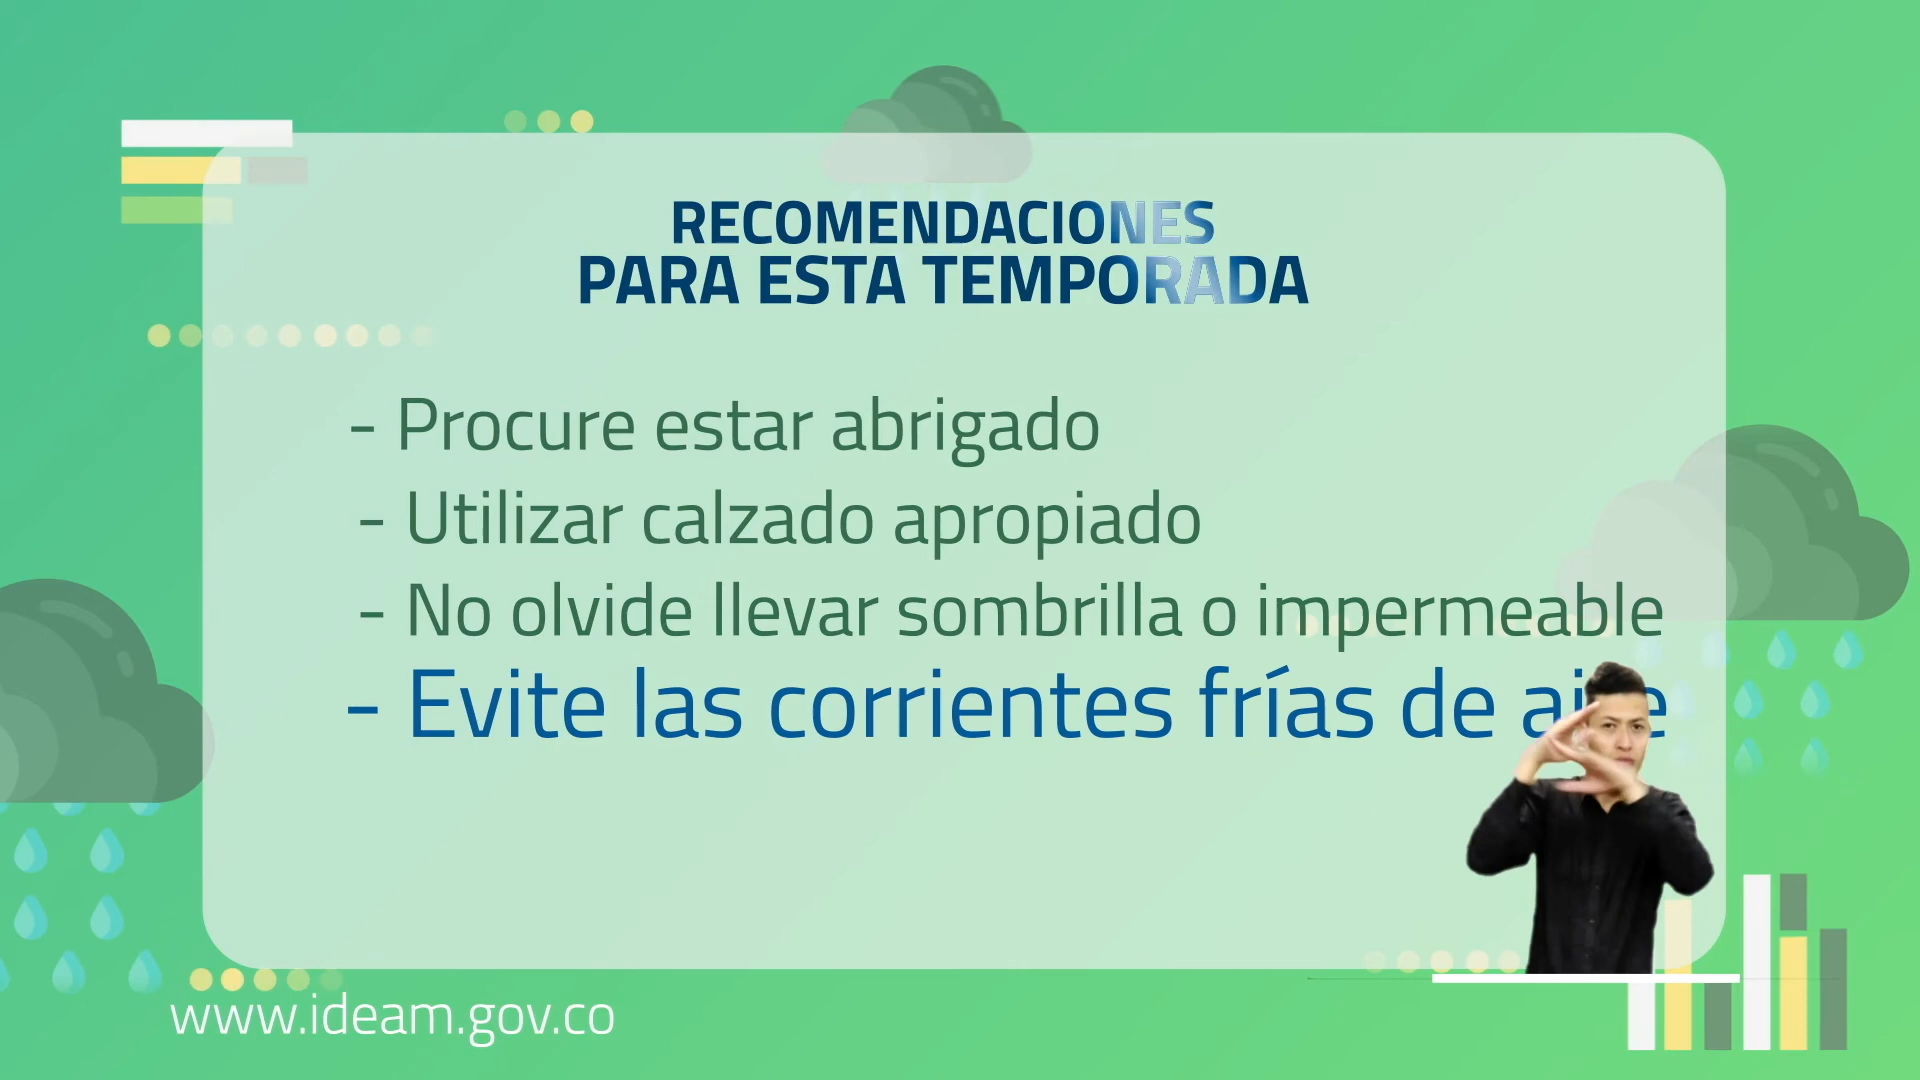 RECOMENDACIONES
PARA ESTA TEMPORADA
- Procure estar abrigado
- Utilizar calzado apropiado
- No olvide llevar sombrilla o impermeable
- Evite las corrientes frías de aire
www.ideam.gov.co